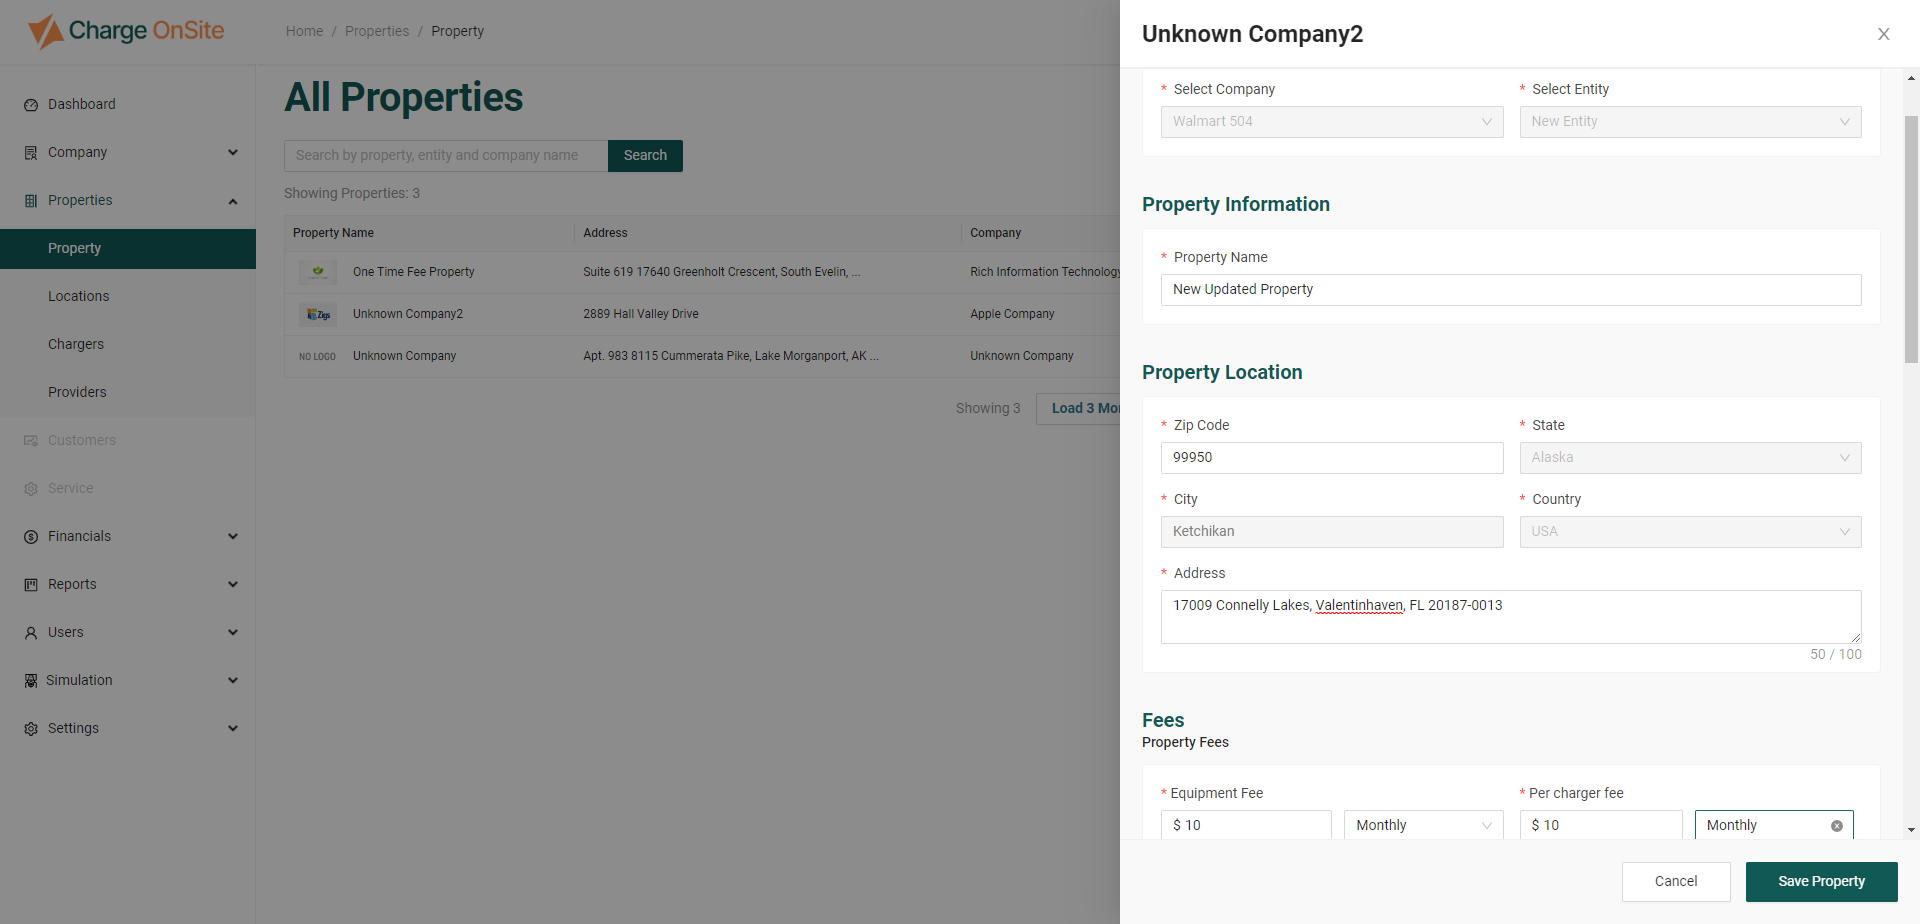 Charge OnSite
Dashboard
Company
Properties
Property
Locations
Chargers
Providers
Customers
Service
Financials
Reports
Users
Simulation
Settings
Home / Properties / Property
All Properties
Search by property, entity and company name
Search
Showing Properties: 3
Property Name Address Company
One Time Fee Property Suite 619 17640 Greenholt Crescent, South Evelin, ... Rich Information Technology
Zigs Unknown Company2 2889 Hall Valley Drive Apple Company
NO LOGO Unknown Company Apt. 983 8115 Cummerata Pike, Lake Morganport, AK ... Unknown Company
Showing 3 Load 3 Mo
Unknown Company2
* Select Company * Select Entity
Walmart 504 New Entity
Property Information
* Property Name
New Updated Property
Property Location
* Zip Code * State
99950 Alaska
* City * Country
Ketchikan USA
* Address
17009 Connelly Lakes, Valentinhaven, FL 20187-0013
50 / 100
Fees
Property Fees
* Equipment Fee * Per charger fee
$ 10 Monthly $ 10 Monthly
Cancel Save Property